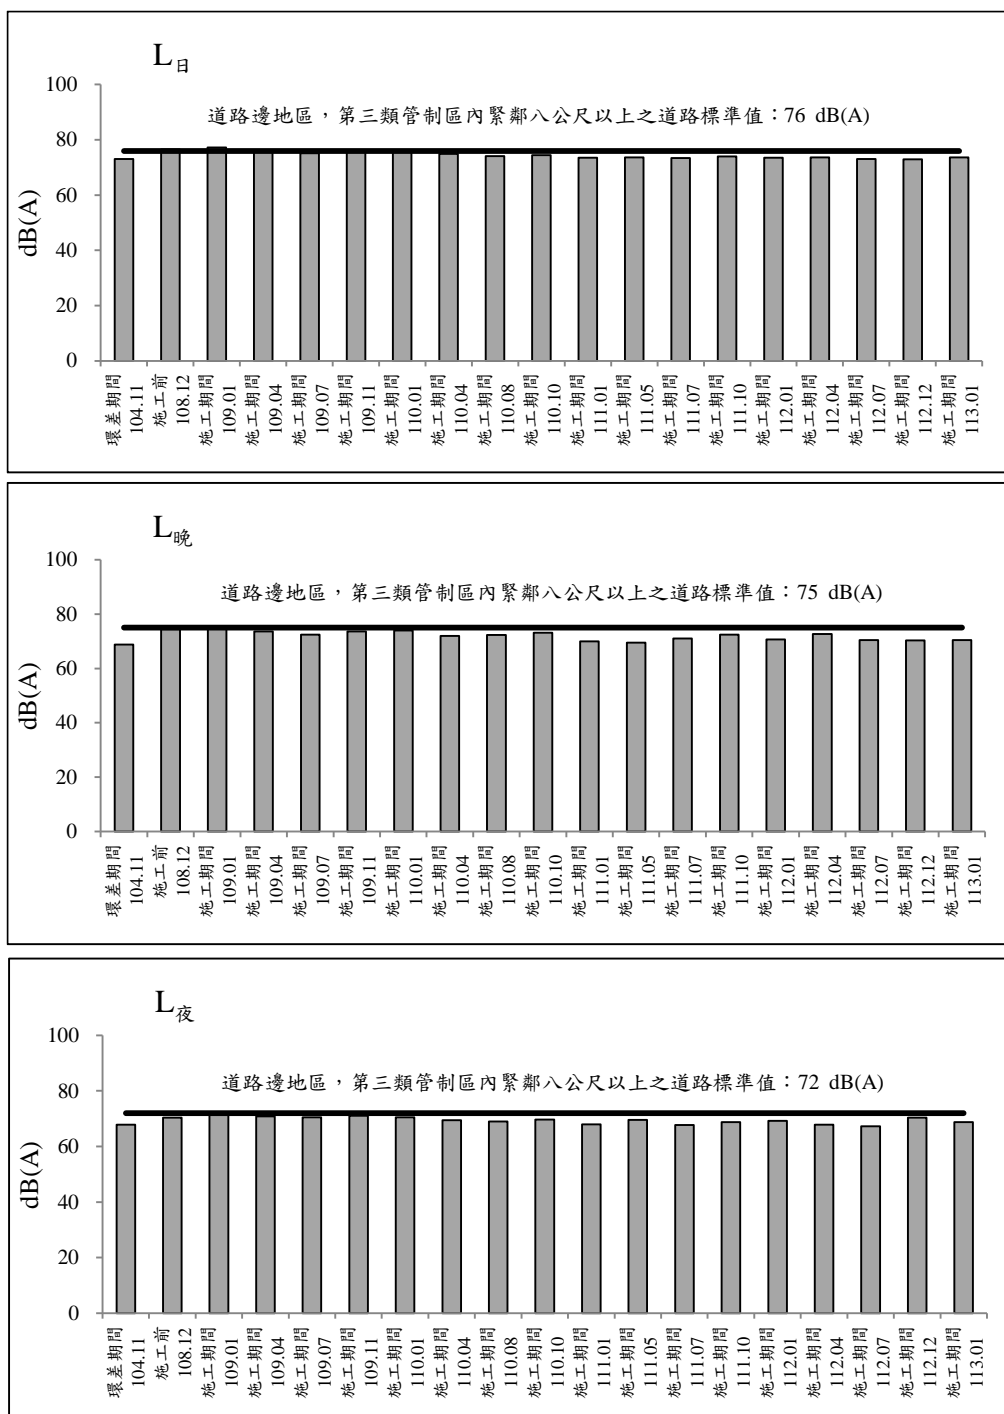 L日
道路邊地區，第三類管制區內緊鄰八公尺以上之道路標準值：76 dB(A)
dB(A)
100
80
60
40
20
0
環差期間 104.11
施工前 108.12
施工期間 109.01
施工期間 109.04
施工期間 109.07
施工期間 109.11
施工期間 110.01
施工期間 110.04
施工期間 110.08
施工期間 110.10
施工期間 111.01
施工期間 111.05
施工期間 111.07
施工期間 111.10
施工期間 112.01
施工期間 112.04
施工期間 112.07
施工期間 112.12
施工期間 113.01
L晚
道路邊地區，第三類管制區內緊鄰八公尺以上之道路標準值：75 dB(A)
dB(A)
100
80
60
40
20
0
環差期間 104.11
施工前 108.12
施工期間 109.01
施工期間 109.04
施工期間 109.07
施工期間 109.11
施工期間 110.01
施工期間 110.04
施工期間 110.08
施工期間 110.10
施工期間 111.01
施工期間 111.05
施工期間 111.07
施工期間 111.10
施工期間 112.01
施工期間 112.04
施工期間 112.07
施工期間 112.12
施工期間 113.01
L夜
道路邊地區，第三類管制區內緊鄰八公尺以上之道路標準值：72 dB(A)
dB(A)
100
80
60
40
20
0
環差期間 104.11
施工前 108.12
施工期間 109.01
施工期間 109.04
施工期間 109.07
施工期間 109.11
施工期間 110.01
施工期間 110.04
施工期間 110.08
施工期間 110.10
施工期間 111.01
施工期間 111.05
施工期間 111.07
施工期間 111.10
施工期間 112.01
施工期間 112.04
施工期間 112.07
施工期間 112.12
施工期間 113.01